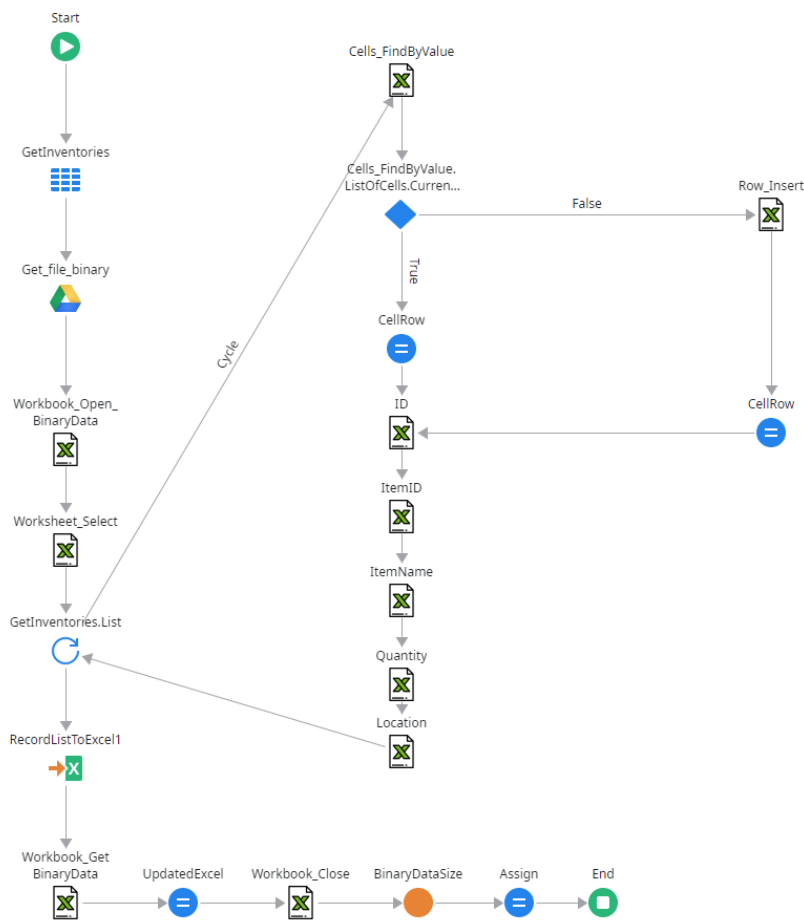 Start
GetInventories
Get_file_binary
Workbook_Open_
BinaryData
Worksheet_Select
GetInventories.List
Cycle
Cells_FindByValue
Cells_FindByValue.
ListOfCells.Curren...
False
Row_Insert
True
CellRow
CellRow
ID
ItemID
ItemName
Quantity
Location
RecordListToExcel1
Workbook_Get
BinaryData
UpdatedExcel
Workbook_Close
BinaryDataSize
Assign
End